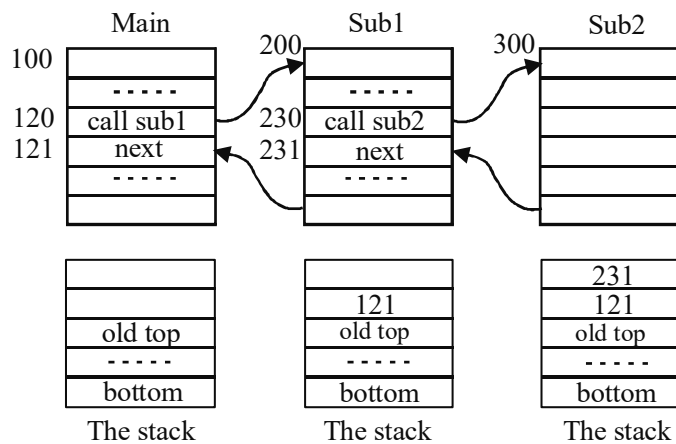 Main
100
- - - - -
120 call sub1
121 next
- - - - -
200 Sub1
- - - - -
230 call sub2
231 next
- - - - -
300 Sub2
old top
- - - - -
bottom
The stack
121
old top
- - - - -
bottom
The stack
231
121
old top
- - - - -
bottom
The stack